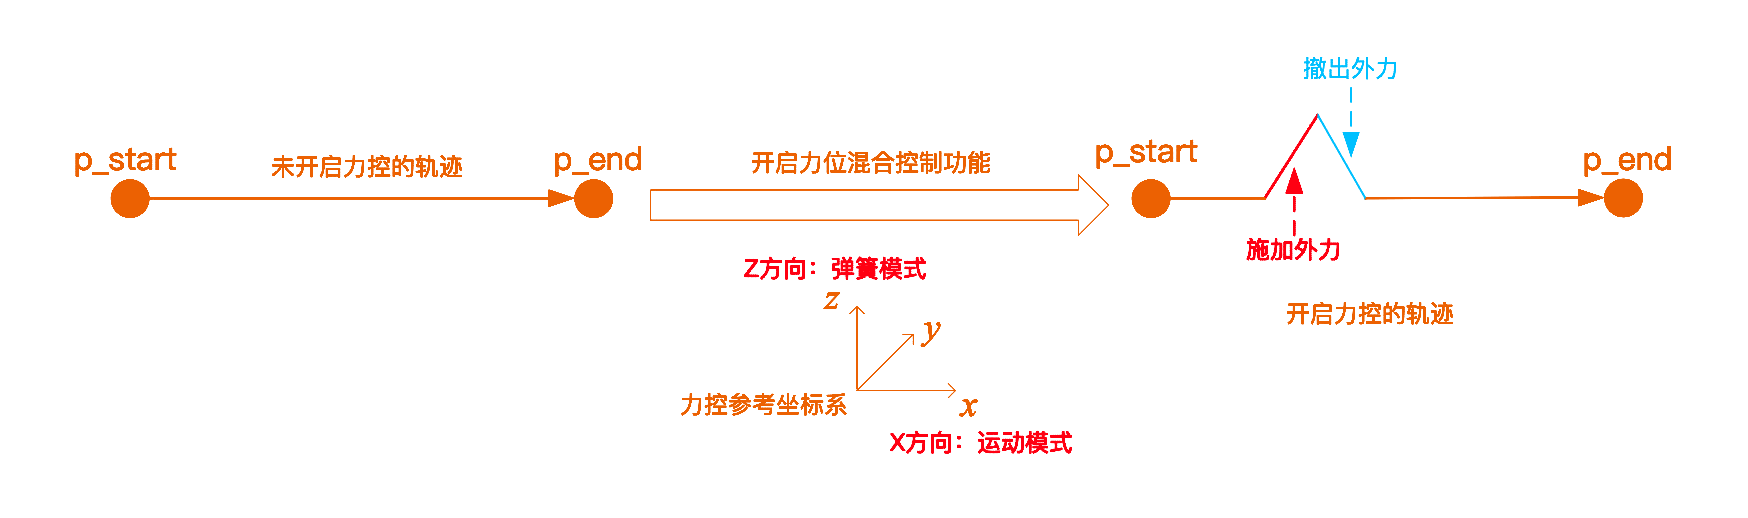 p_start
未开启力控的轨迹
p_end
开启力位混合控制功能
p_start
撤出外力
p_end
施加外力
Z方向：弹簧模式
z
y
开启力控的轨迹
力控参考坐标系
x
X方向：运动模式